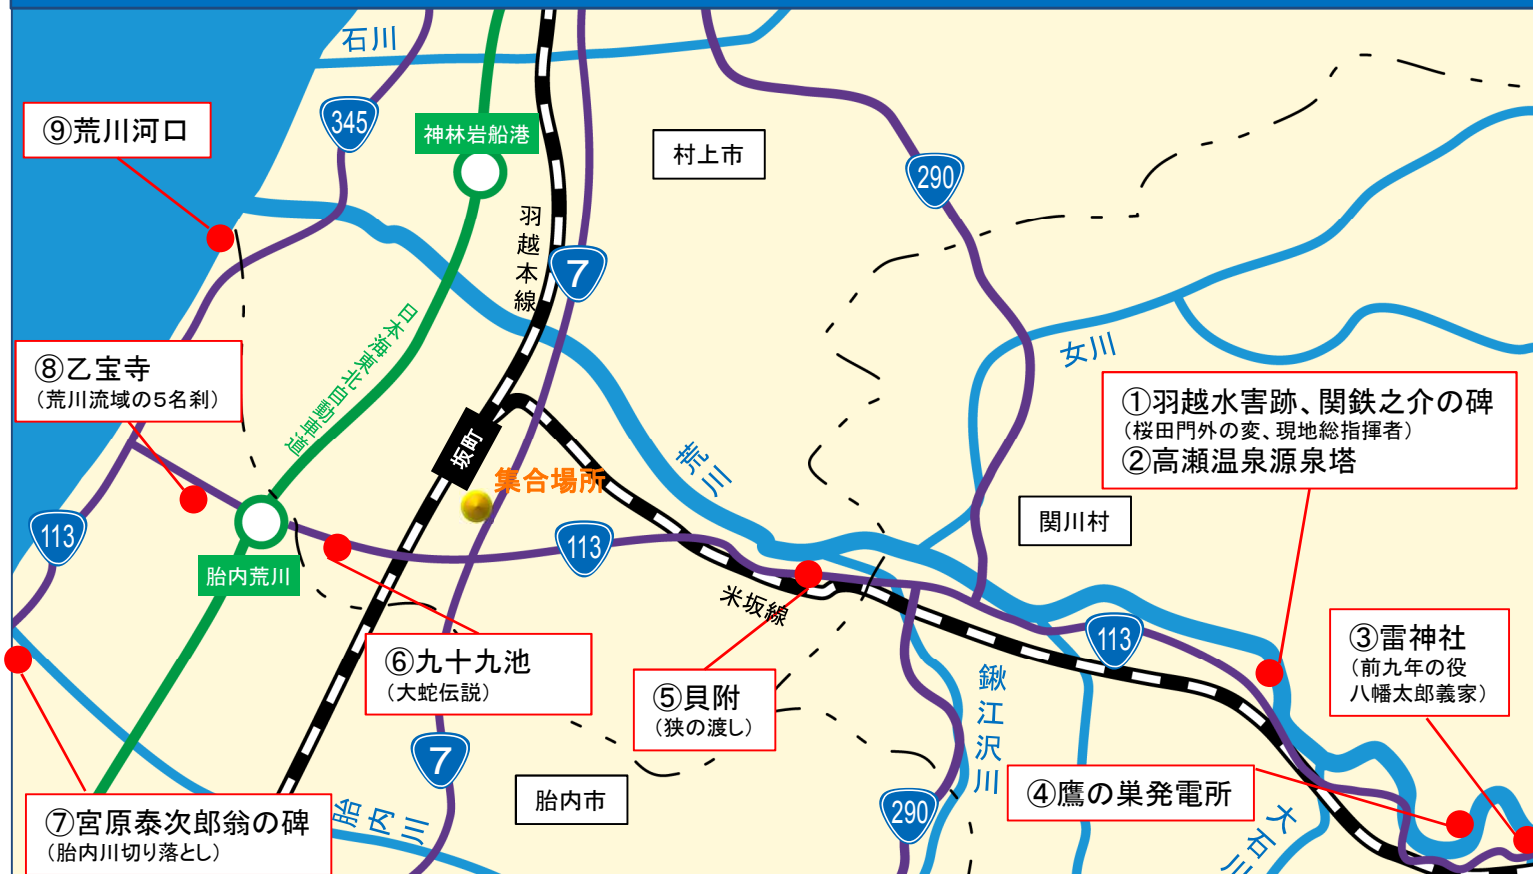 石川
345
神林岩船港
⑨荒川河口
村上市
290
羽越本線
7
日本海東北自動車道
女川
⑧乙宝寺
(荒川流域の5名刹)
①羽越水害跡、関鉄之介の碑
(桜田門外の変、現地総指揮者)
②高瀬温泉源泉塔
坂町
集合場所
荒川
関川村
113
113
胎内荒川
米坂線
113
③雷神社
(前九年の役
八幡太郎義家)
⑥九十九池
(大蛇伝説)
⑤貝附
(狭の渡し)
鍬江沢川
7
胎内市
④鷹の巣発電所
290
大石川
⑦宮原泰次郎翁の碑
(胎内川切り落とし)
胎内川